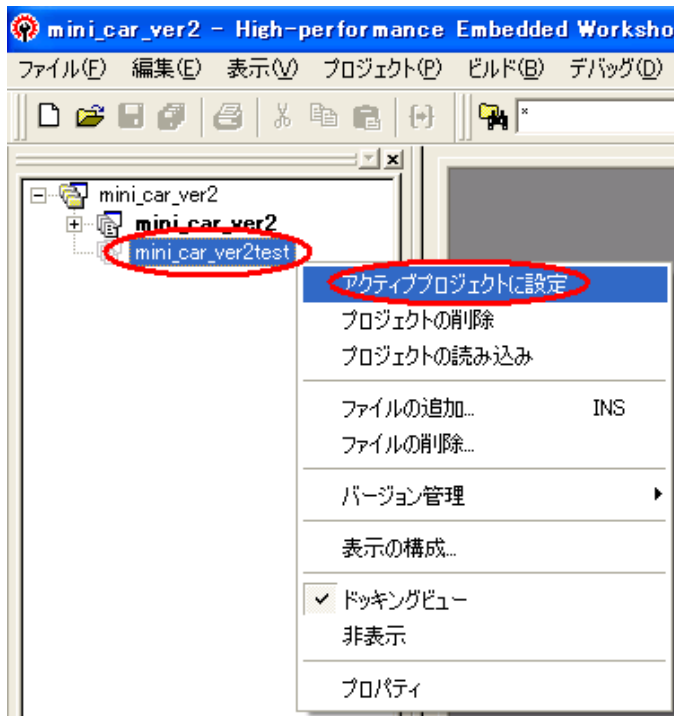 mini_car_ver2 - High-performance Embedded Worksho
ファイル(F) 編集(E) 表示(V) プロジェクト(P) ビルド(B) デバッグ(D)
*
mini_car_ver2
mini_car_ver2
mini_car_ver2test
アクティブプロジェクトに設定
プロジェクトの削除
プロジェクトの読み込み
ファイルの追加... INS
ファイルの削除...
バージョン管理
表示の構成...
ドッキングビュー
非表示
プロパティ